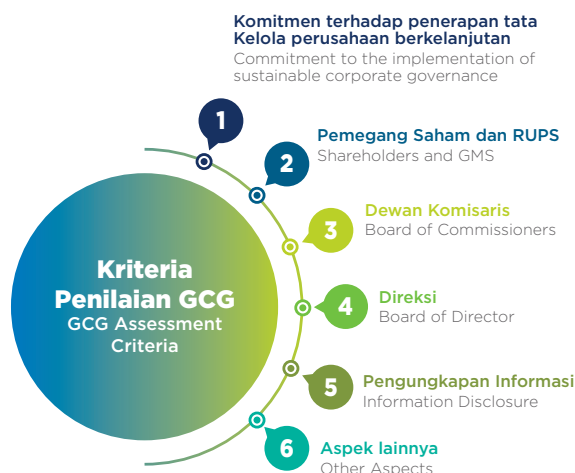 Komitmen terhadap penerapan tata
Kelola perusahaan berkelanjutan
Commitment to the implementation of
sustainable corporate governance
1
2
Pemegang Saham dan RUPS
Shareholders and GMS
3
Dewan Komisaris
Board of Commissioners
Kriteria
Penilaian GCG
GCG Assessment
Criteria
4
Direksi
Board of Director
5
Pengungkapan Informasi
Information Disclosure
6
Aspek lainnya
Other Aspects